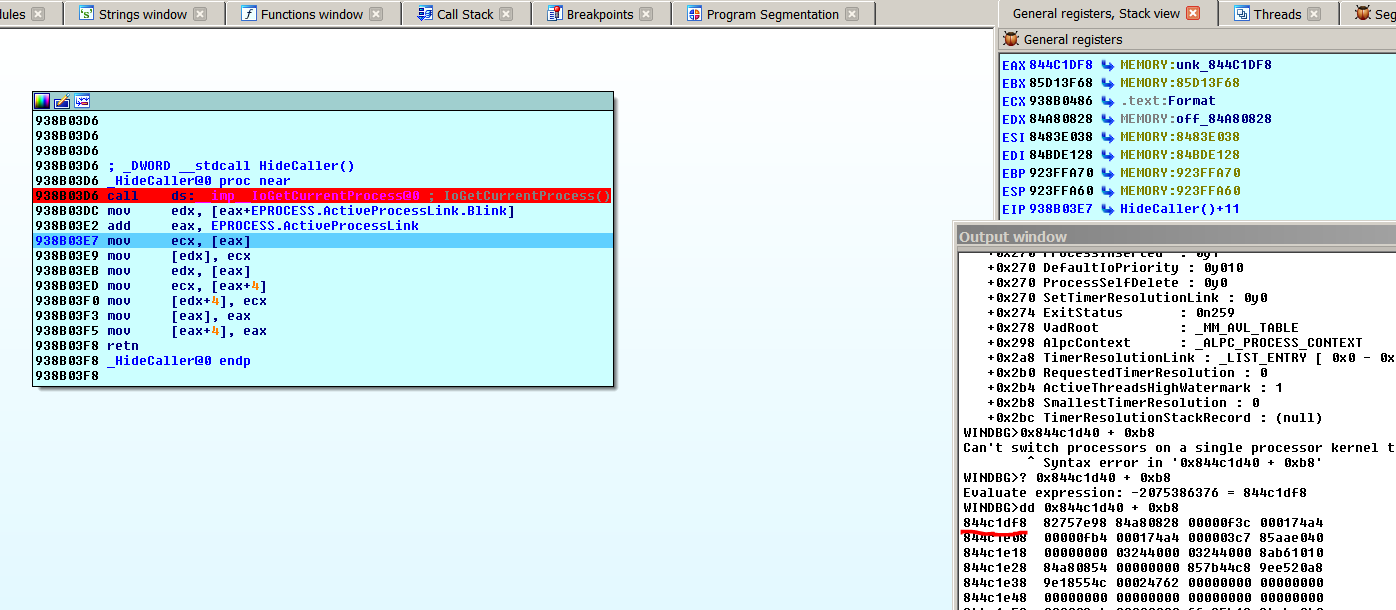 dules
Strings window
Functions window
Call Stack
Breakpoints
Program Segmentation
General registers, Stack view
Threads
Seg
General registers
EAX 844C1DF8 MEMORY:unk_844C1DF8
EBX 85D13F68 MEMORY:85D13F68
ECX 938B0486 .text:Format
EDX 84A80828 MEMORY:off_84A80828
ESI 8483E038 MEMORY:8483E038
EDI 84BDE128 MEMORY:84BDE128
EBP 923FFA70 MEMORY:923FFA70
ESP 923FFA60 MEMORY:923FFA60
EIP 938B03E7 HideCaller()+11
938B03D6
938B03D6
938B03D6
938B03D6 ; _DWORD __stdcall HideCaller()
938B03D6 _HideCaller@0 proc near
938B03D6 call ds:__imp__IoGetCurrentProcess@0 ; IoGetCurrentProcess()
938B03DC mov edx, [eax+EPROCESS.ActiveProcessLink.Blink]
938B03E2 add eax, EPROCESS.ActiveProcessLink
938B03E7 mov ecx, [eax]
938B03E9 mov [edx], ecx
938B03EB mov edx, [eax]
938B03ED mov ecx, [eax+4]
938B03F0 mov [edx+4], ecx
938B03F3 mov [eax], eax
938B03F5 mov [eax+4], eax
938B03F8 retn
938B03F8 _HideCaller@0 endp
938B03F8
Output window
+0x270 ProcessInserted : 0y1
+0x270 DefaultIoPriority : 0y010
+0x270 ProcessSelfDelete : 0y0
+0x270 SetTimerResolutionLink : 0y0
+0x274 ExitStatus : 0n259
+0x278 VadRoot : _MM_AVL_TABLE
+0x298 AlpcContext : _ALPC_PROCESS_CONTEXT
+0x2a8 TimerResolutionLink : _LIST_ENTRY [ 0x0 - 0x
+0x2b0 RequestedTimerResolution : 0
+0x2b4 ActiveThreadsHighWatermark : 1
+0x2b8 SmallestTimerResolution : 0
+0x2bc TimerResolutionStackRecord : (null)
WINDBG>0x844c1d40 + 0xb8
Can't switch processors on a single processor kernel t
^ Syntax error in '0x844c1d40 + 0xb8'
WINDBG>? 0x844c1d40 + 0xb8
Evaluate expression: -2075386376 = 844c1df8
WINDBG>dd 0x844c1d40 + 0xb8
844c1df8 82757e98 84a80828 00000f3c 000174a4
844c1e08 00000fb4 000174a4 000003c7 85aae040
844c1e18 00000000 03244000 03244000 8ab61010
844c1e28 84a80854 00000000 857b44c8 9ee520a8
844c1e38 9e18554c 00024762 00000000 00000000
844c1e48 00000000 00000000 00000000 00000000